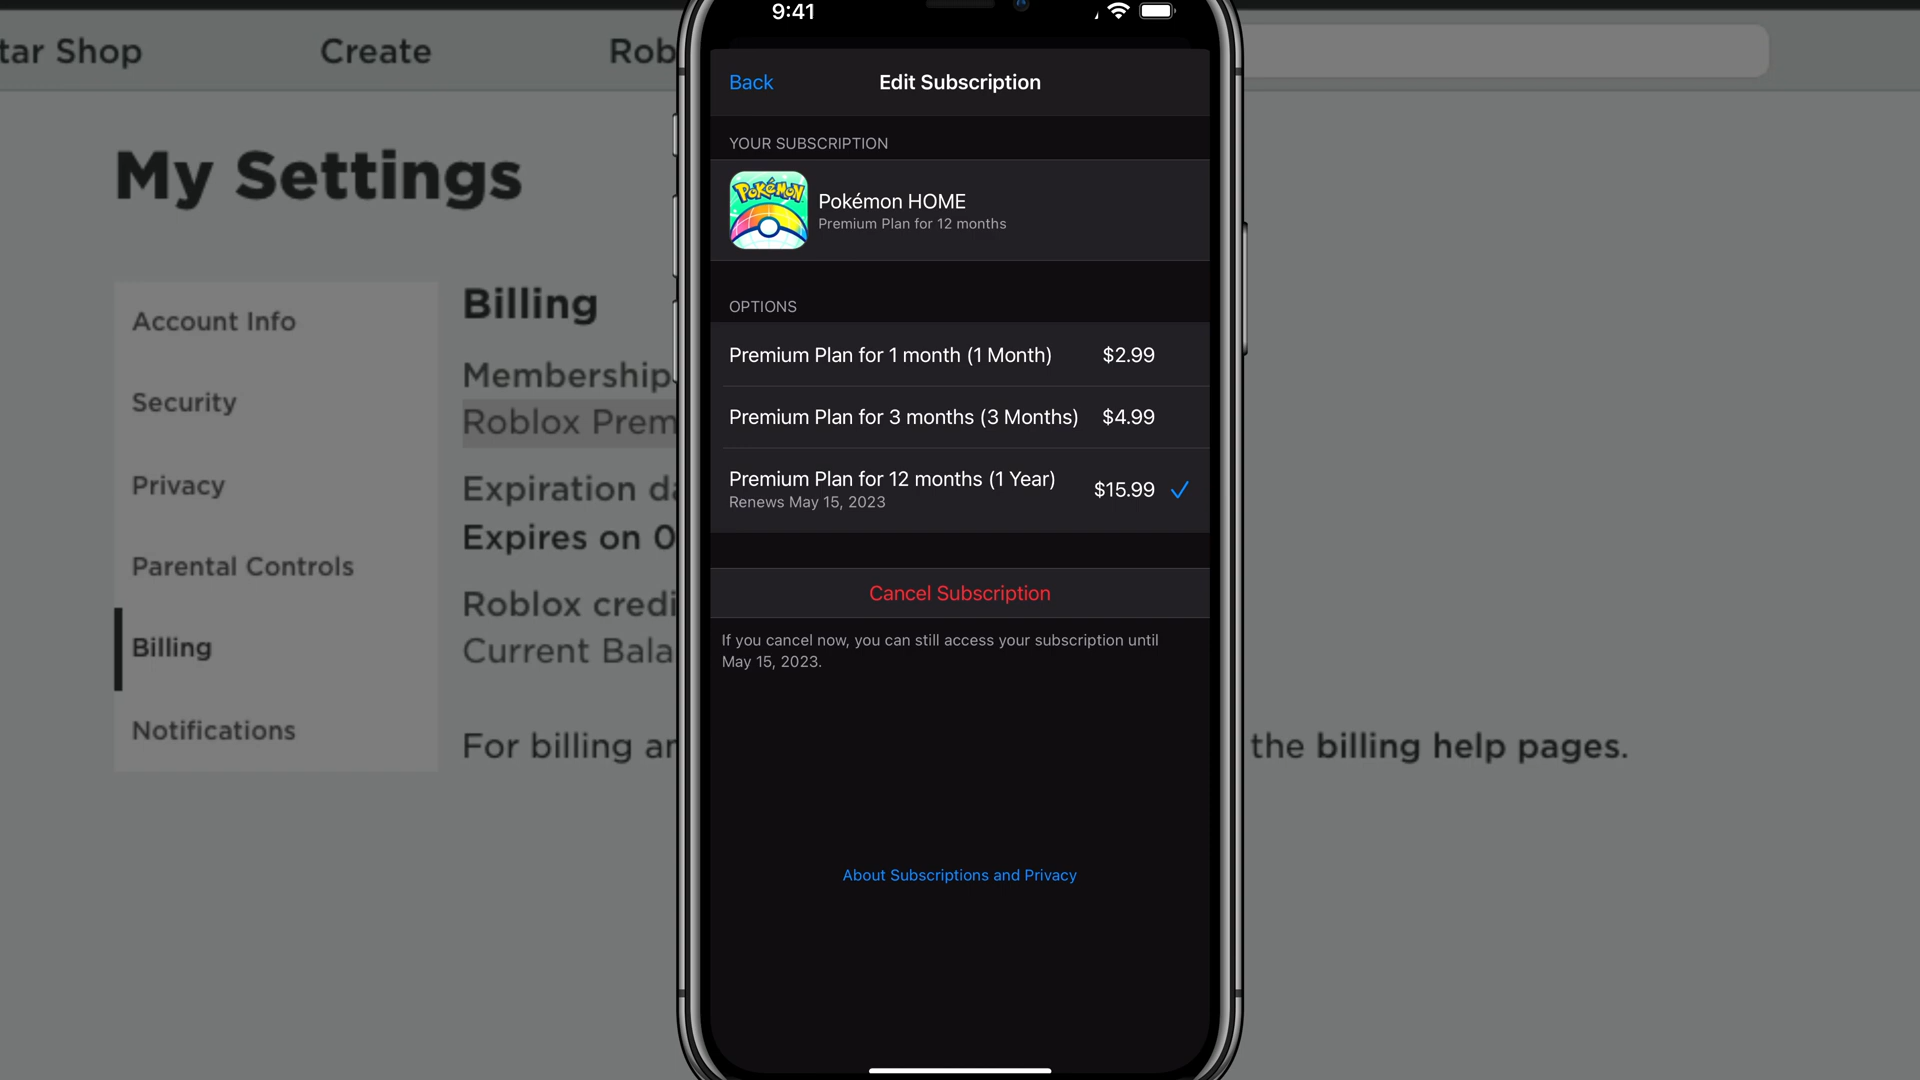 tar Shop
Create
Rob
My Settings
Account Info
Security
Privacy
Parental Controls
Billing
Notifications
Billing
Membership
Roblox Prem
Expiration da
Expires on 0
Roblox credi
Current Bala
For billing an
the billing help pages.
9:41
Back
Edit Subscription
YOUR SUBSCRIPTION
Pokémon
Pokémon HOME
Premium Plan for 12 months
OPTIONS
Premium Plan for 1 month (1 Month) $2.99
Premium Plan for 3 months (3 Months) $4.99
Premium Plan for 12 months (1 Year) $15.99
Renews May 15, 2023
Cancel Subscription
If you cancel now, you can still access your subscription until
May 15, 2023.
About Subscriptions and Privacy